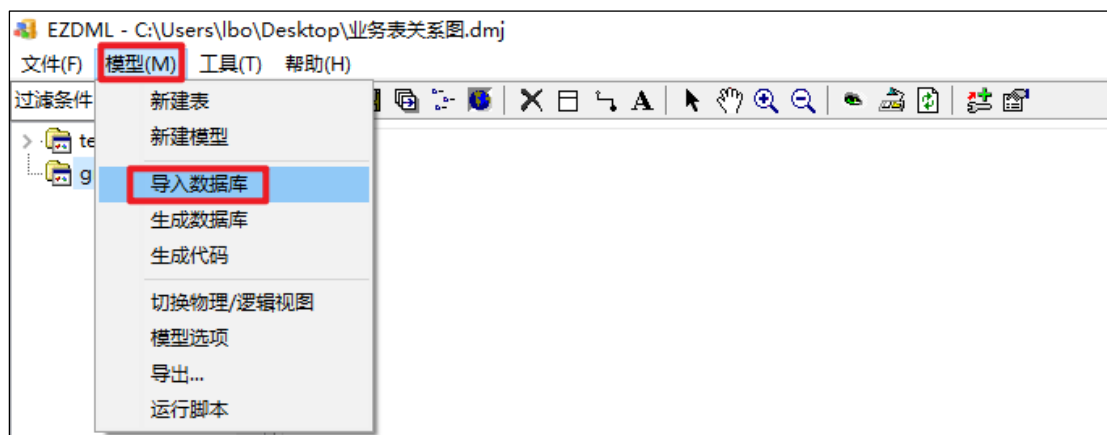 EZDML - C:\Users\lbo\Desktop\业务表关系图.dmj
文件(F) 模型(M) 工具(T) 帮助(H)
过滤条件
新建表
te
新建模型
g
导入数据库
生成数据库
生成代码
切换物理/逻辑视图
模型选项
导出...
运行脚本